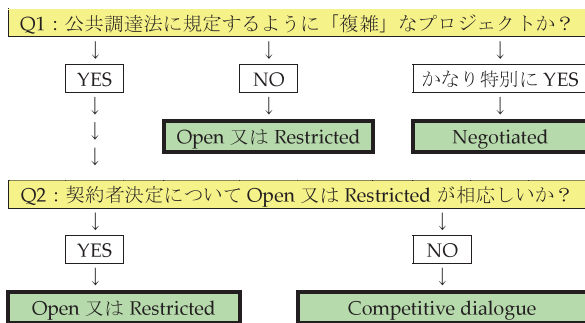 Q1：公共調達法に規定するように「複雑」なプロジェクトか？
↓ ↓ ↓
YES NO かなり特別に YES
↓ ↓ ↓
↓ Open 又は Restricted Negotiated
↓
Q2：契約者決定について Open 又は Restricted が相応しいか？
↓ ↓
YES NO
↓ ↓
Open 又は Restricted Competitive dialogue